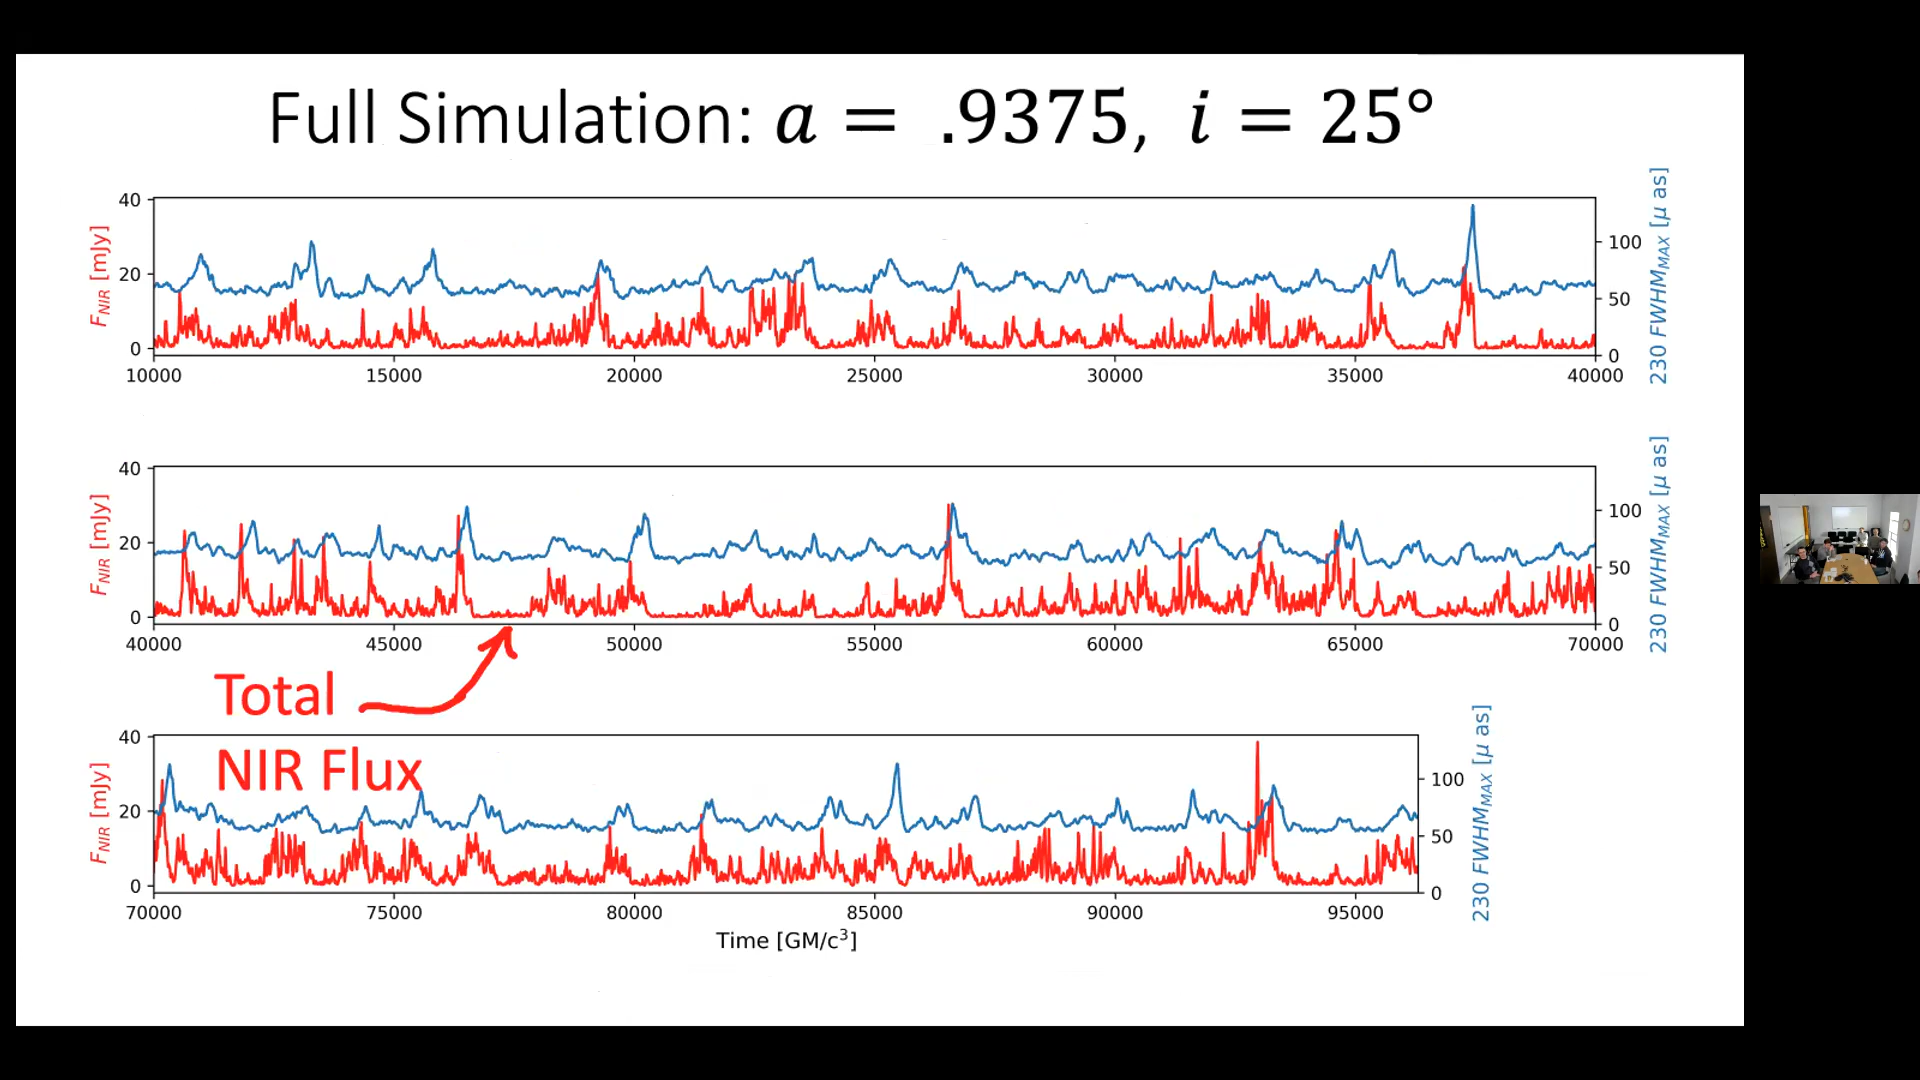 Full Simulation: a = .9375, i = 25°
40
20
0
F_NIR [mJy]
100
50
0
230 FWHM_MAX [μ as]
10000 15000 20000 25000 30000 35000 40000
40
20
0
F_NIR [mJy]
100
50
0
230 FWHM_MAX [μ as]
40000 45000 50000 55000 60000 65000 70000
Total
NIR Flux
40
20
0
F_NIR [mJy]
100
50
0
230 FWHM_MAX [μ as]
70000 75000 80000 85000 90000 95000
Time [GM/c³]